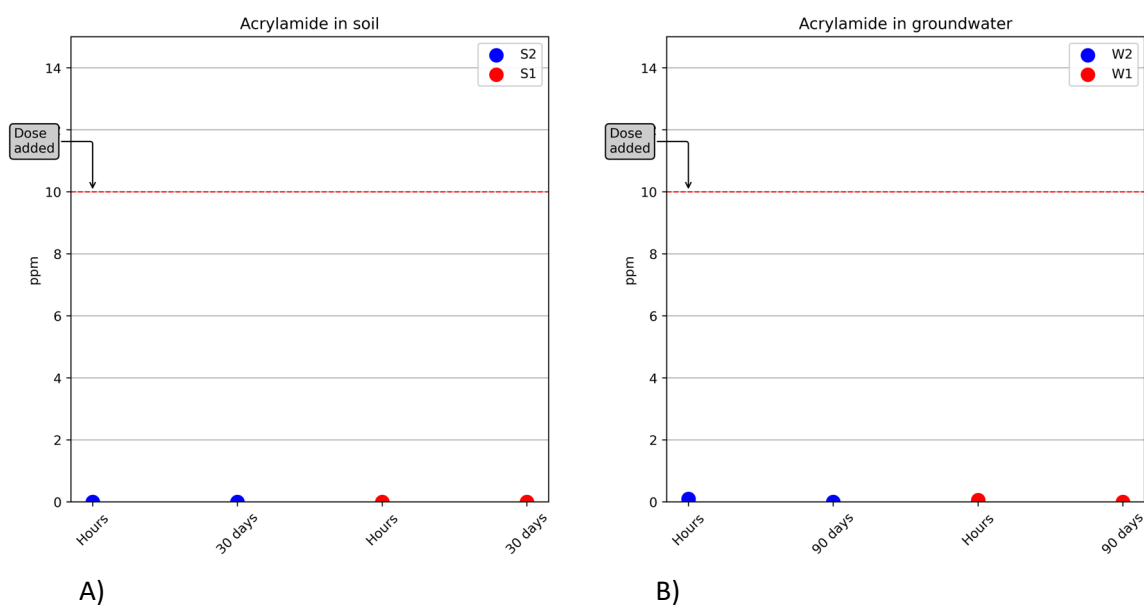 Acrylamide in soil
S2
S1
14
Dose
added
10
8
ppm
6
4
2
0
Hours
30 days
Hours
30 days
A)
Acrylamide in groundwater
W2
W1
14
Dose
added
10
8
ppm
6
4
2
0
Hours
90 days
Hours
90 days
B)